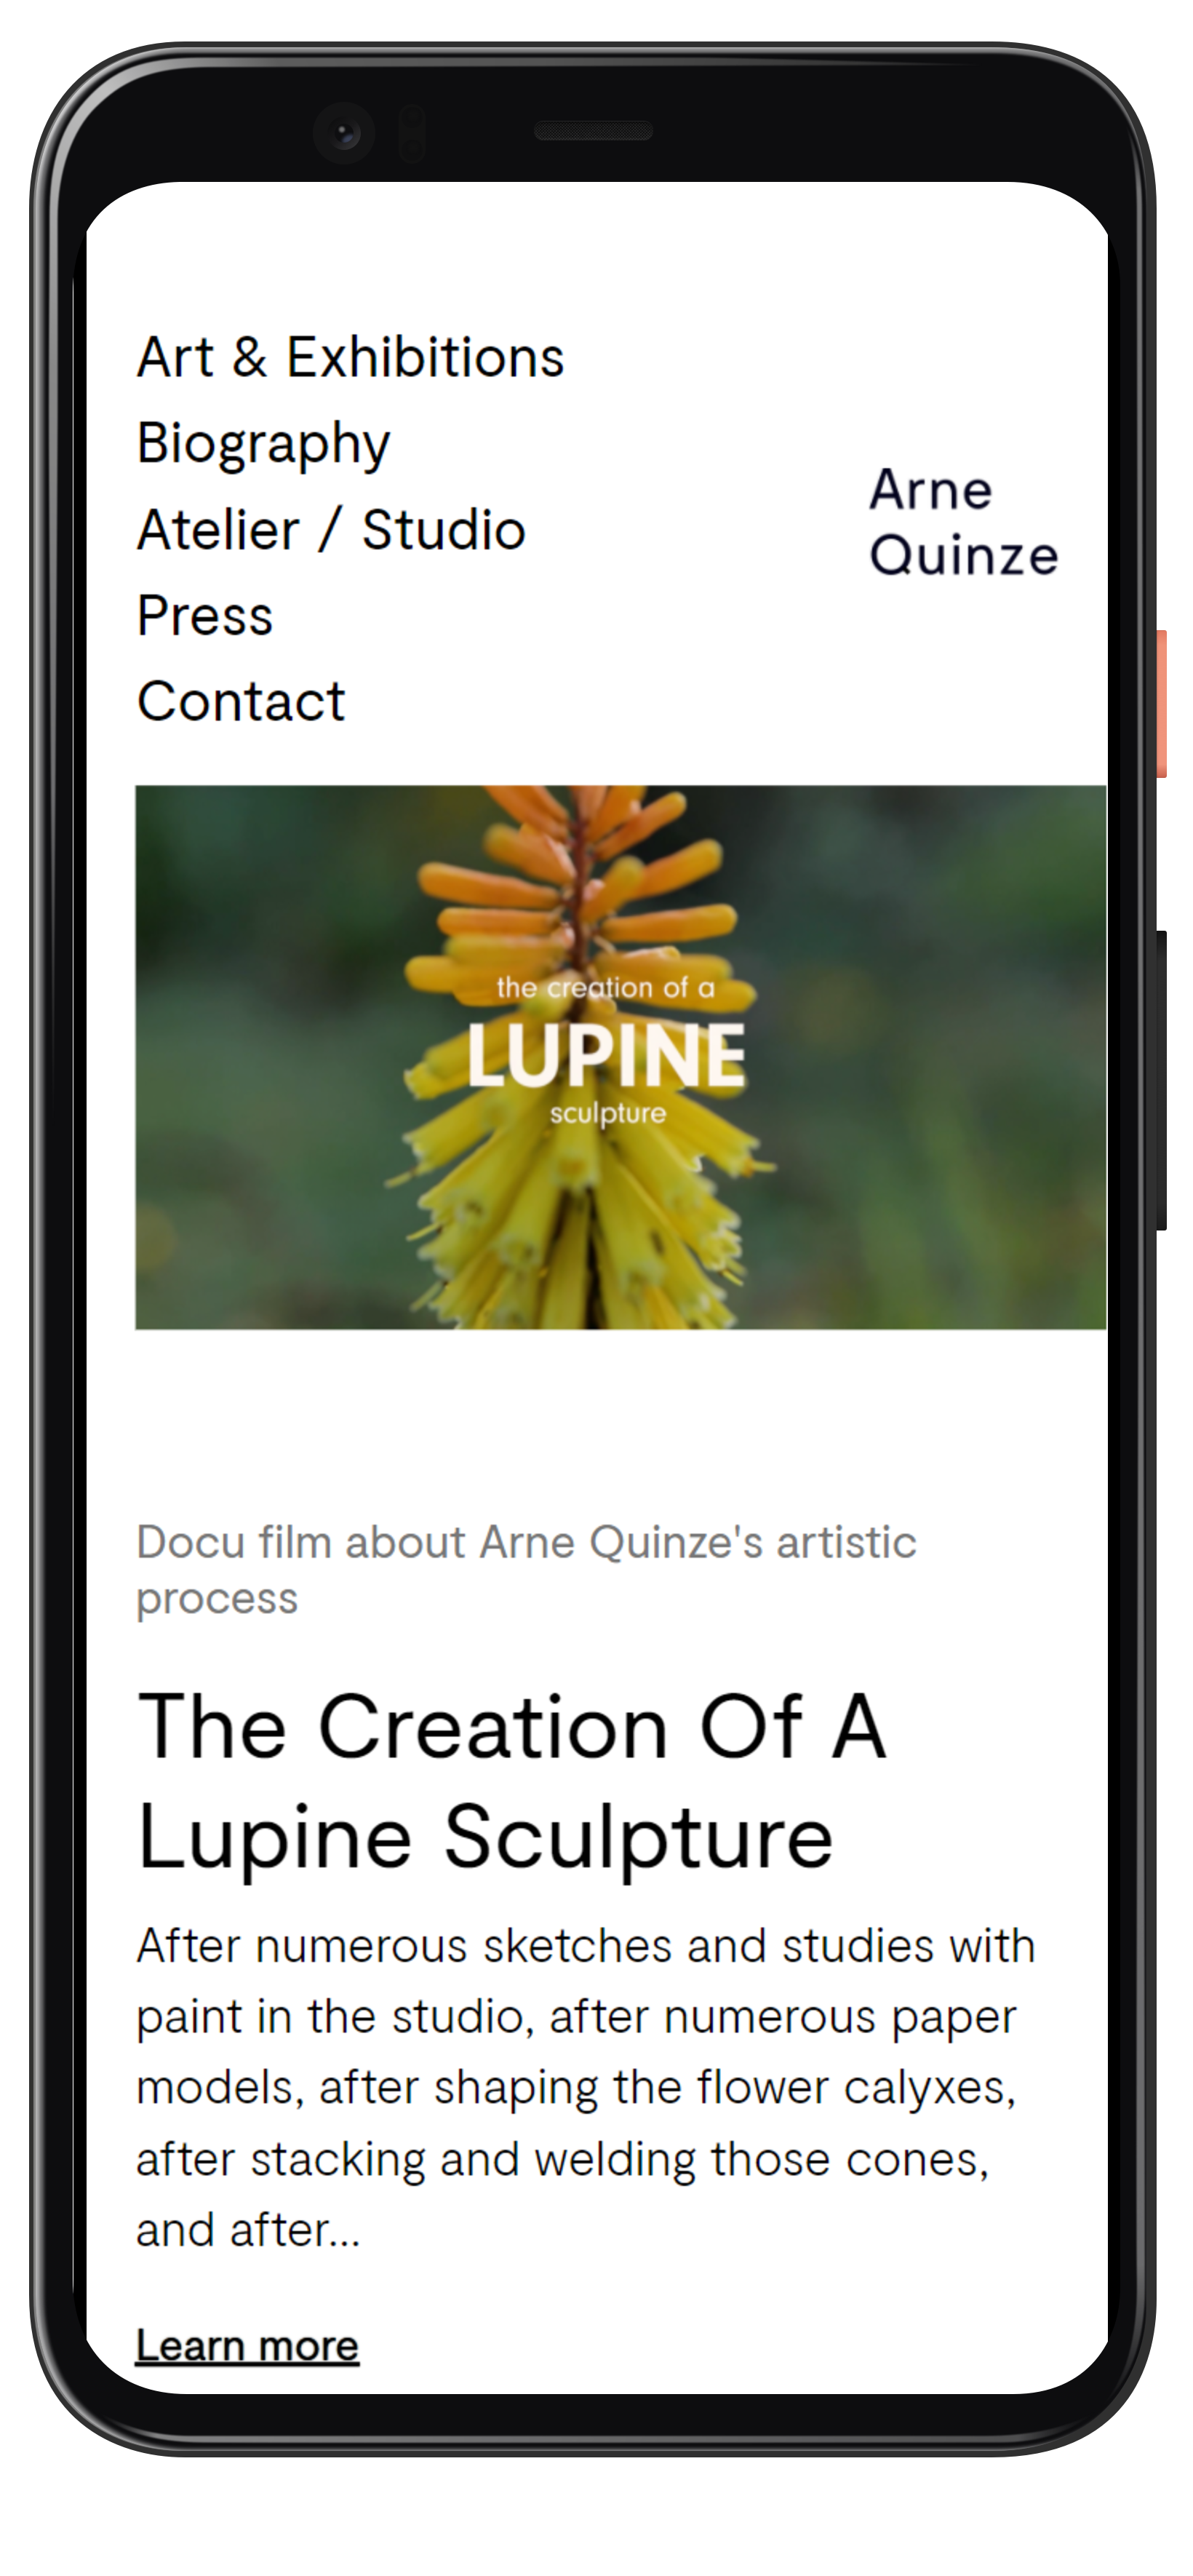 Art & Exhibitions
Biography
Atelier / Studio
Press
Contact
Arne
Quinze
the creation of a
LUPINE
sculpture
Docu film about Arne Quinze's artistic
process
The Creation Of A
Lupine Sculpture
After numerous sketches and studies with
paint in the studio, after numerous paper
models, after shaping the flower calyxes,
after stacking and welding those cones,
and after...
Learn more